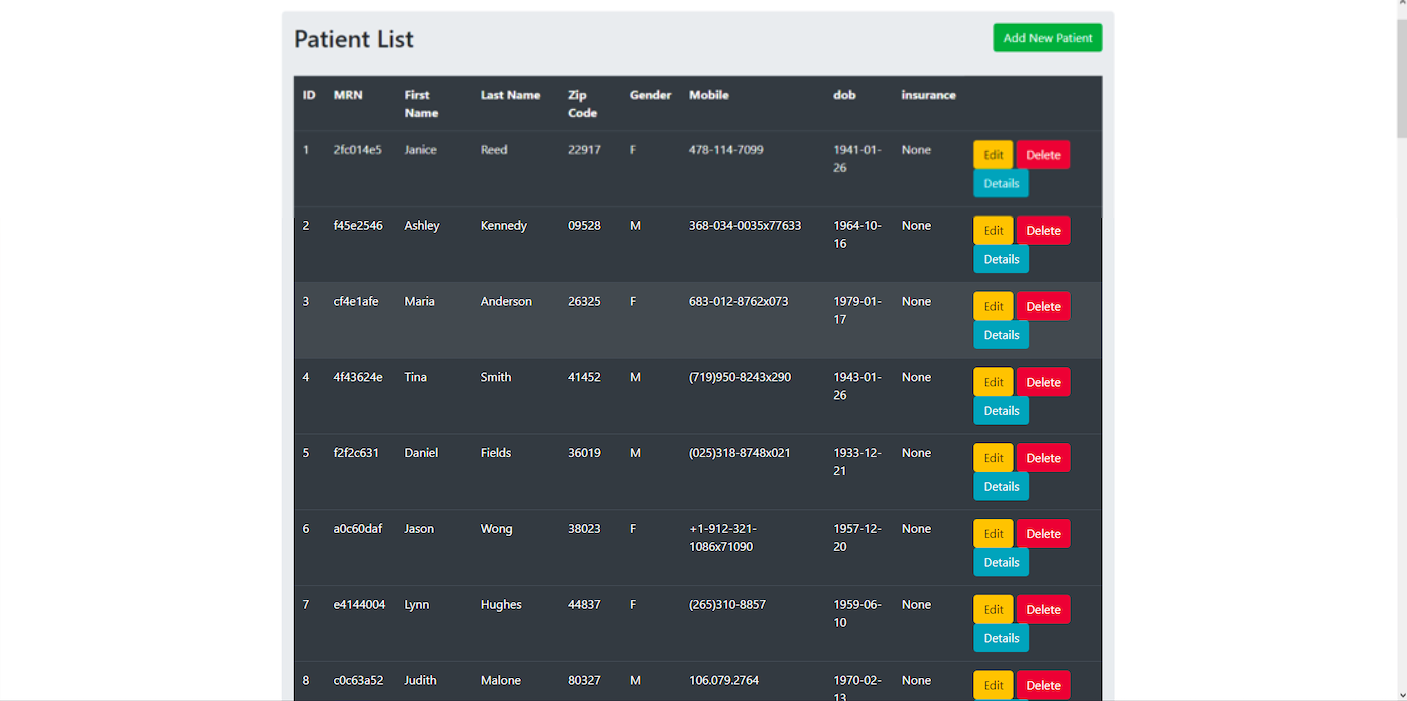 Patient List
Add New Patient
ID MRN First Last Name Zip Gender Mobile dob insurance
Name Code
1 2fc014e5 Janice Reed 22917 F 478-114-7099 1941-01- None Edit Delete
26
Details
2 f45e2546 Ashley Kennedy 09528 M 368-034-0035x77633 1964-10- None Edit Delete
16
Details
3 cf4e1afe Maria Anderson 26325 F 683-012-8762x073 1979-01- None Edit Delete
17
Details
4 4f43624e Tina Smith 41452 M (719)950-8243x290 1943-01- None Edit Delete
26
Details
5 f2f2c631 Daniel Fields 36019 M (025)318-8748x021 1933-12- None Edit Delete
21
Details
6 a0c60daf Jason Wong 38023 F +1-912-321- 1957-12- None Edit Delete
1086x71090 20
Details
7 e4144004 Lynn Hughes 44837 F (265)310-8857 1959-06- None Edit Delete
10
Details
8 c0c63a52 Judith Malone 80327 M 106.079.2764 1970-02- None Edit Delete
13